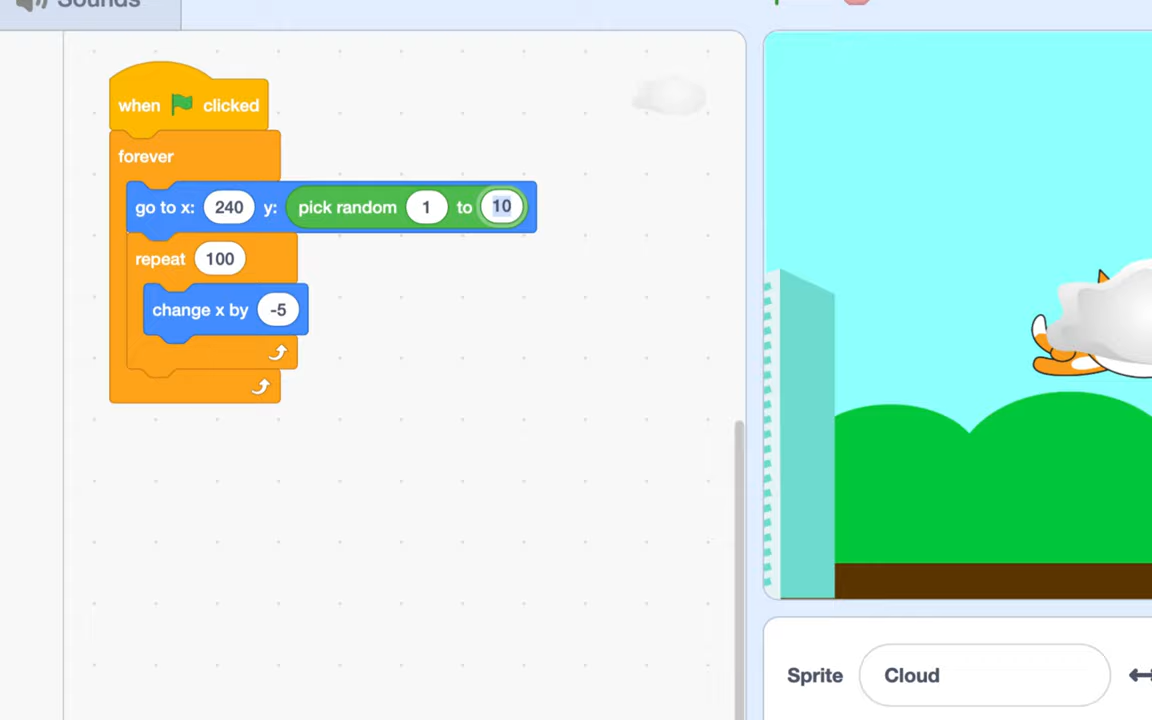 Sounds
when clicked
forever
go to x: 240 y: pick random 1 to 10
repeat 100
change x by -5
Sprite Cloud